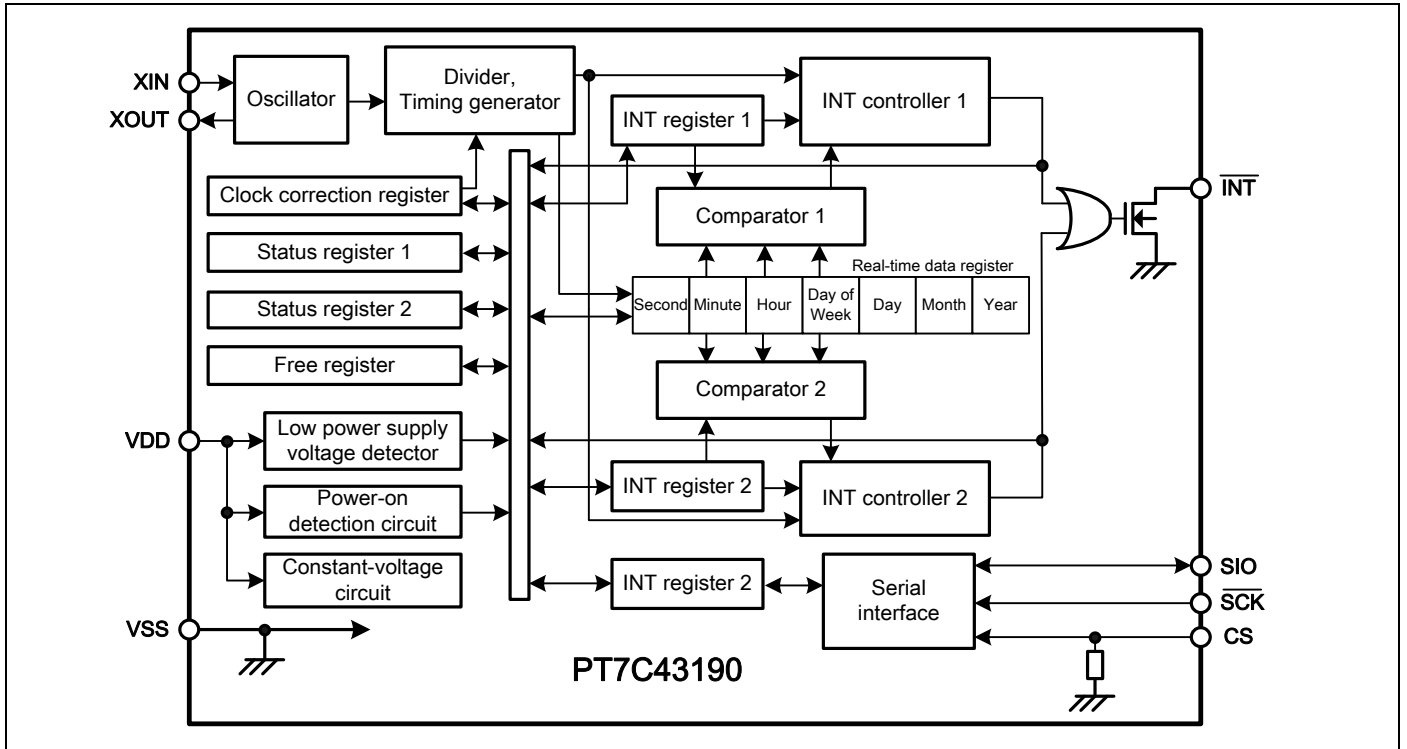 XIN
XOUT
Oscillator
Divider,
Timing generator
INT register 1
INT controller 1
Clock correction register
Status register 1
Status register 2
Free register
Comparator 1
INT
Real-time data register
Second
Minute
Hour
Day of
Week
Day
Month
Year
Comparator 2
VDD
Low power supply
voltage detector
Power-on
detection circuit
Constant-voltage
circuit
VSS
INT register 2
INT controller 2
INT register 2
Serial
interface
SIO
SCK
CS
PT7C43190